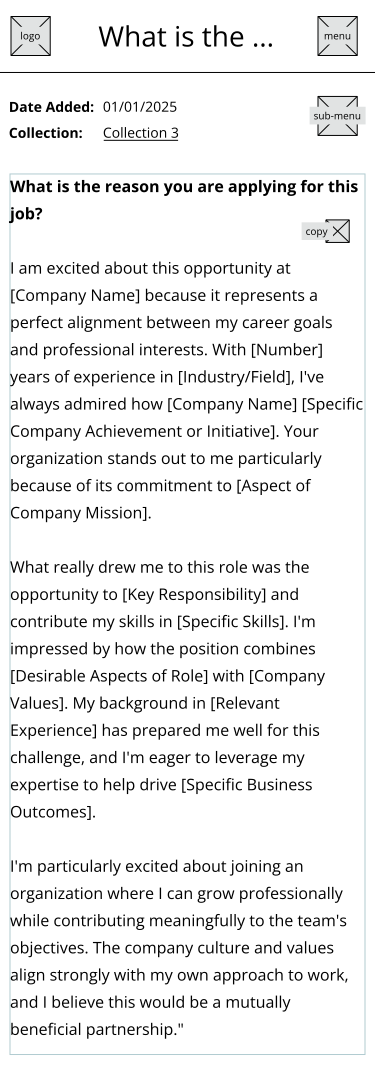 logo
What is the ...
menu
Date Added: 01/01/2025
sub-menu
Collection: Collection 3
What is the reason you are applying for this
job?
copy
I am excited about this opportunity at
[Company Name] because it represents a
perfect alignment between my career goals
and professional interests. With [Number]
years of experience in [Industry/Field], I've
always admired how [Company Name] [Specific
Company Achievement or Initiative]. Your
organization stands out to me particularly
because of its commitment to [Aspect of
Company Mission].
What really drew me to this role was the
opportunity to [Key Responsibility] and
contribute my skills in [Specific Skills]. I'm
impressed by how the position combines
[Desirable Aspects of Role] with [Company
Values]. My background in [Relevant
Experience] has prepared me well for this
challenge, and I'm eager to leverage my
expertise to help drive [Specific Business
Outcomes].
I'm particularly excited about joining an
organization where I can grow professionally
while contributing meaningfully to the team's
objectives. The company culture and values
align strongly with my own approach to work,
and I believe this would be a mutually
beneficial partnership."